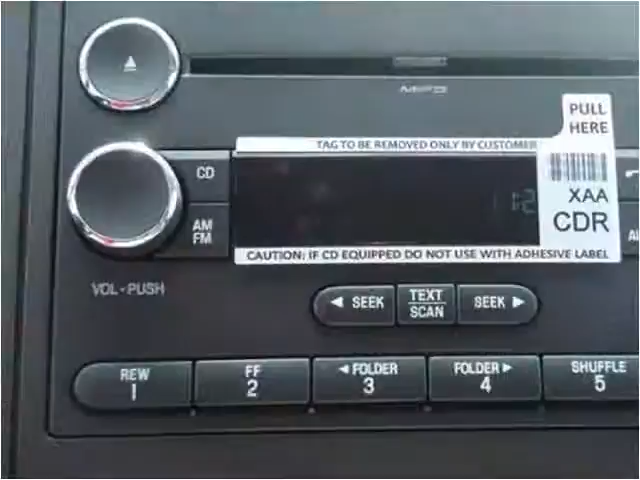 MP3
PULL
HERE
TAG TO BE REMOVED ONLY BY CUSTOMER
CD
XAA
CDR
AM
FM
CAUTION: IF CD EQUIPPED DO NOT USE WITH ADHESIVE LABEL
VOL-PUSH
◄ SEEK
TEXT
SCAN
SEEK ►
REW
1
FF
2
◄ FOLDER
3
FOLDER ►
4
SHUFFLE
5